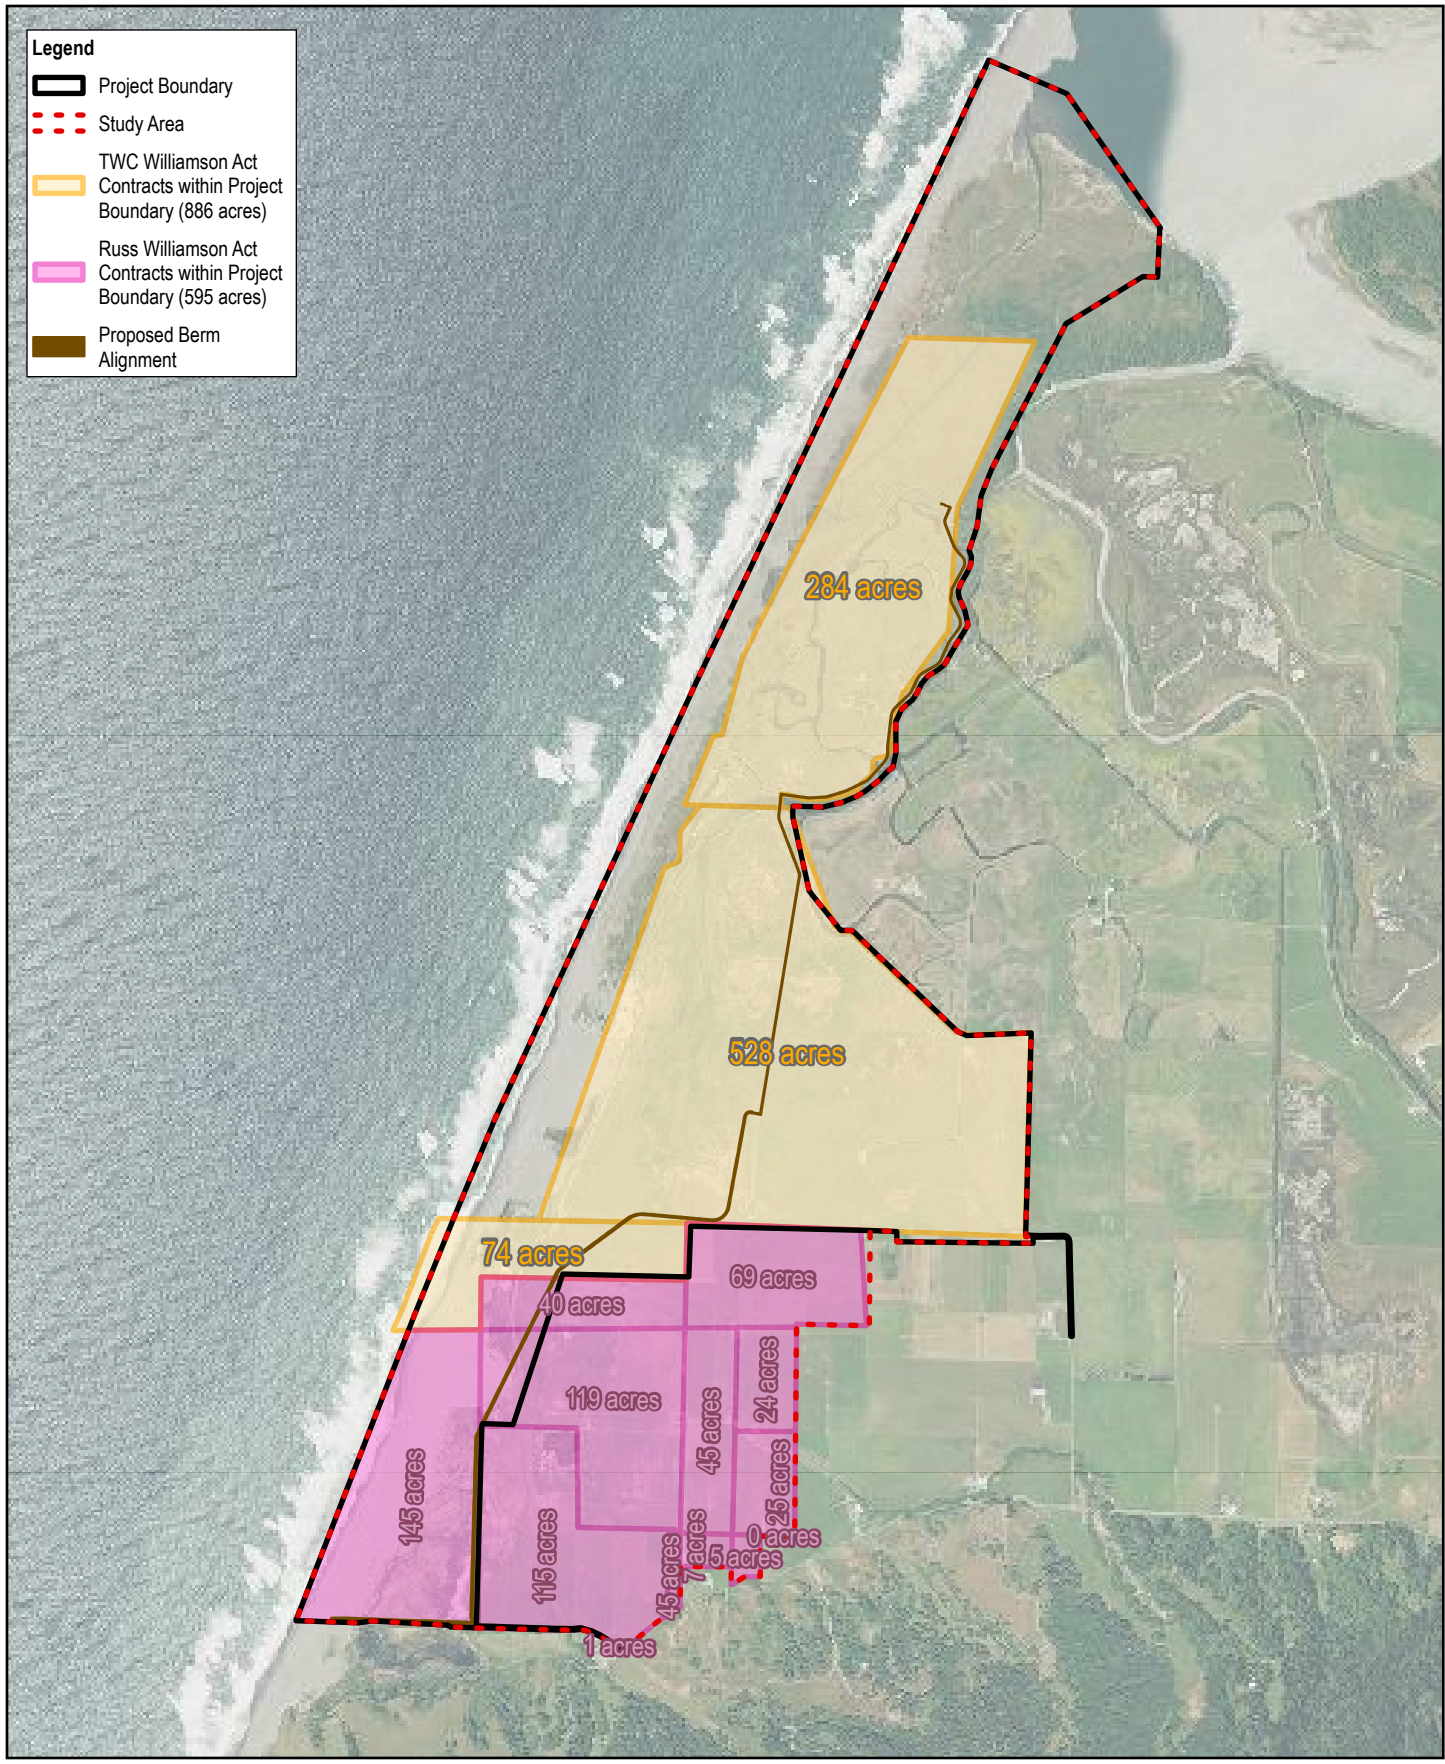 Legend
Project Boundary
Study Area
TWC Williamson Act
Contracts within Project
Boundary (886 acres)
Russ Williamson Act
Contracts within Project
Boundary (595 acres)
Proposed Berm
Alignment
284 acres
528 acres
74 acres
69 acres
40 acres
119 acres
24 acres
45 acres
145 acres
25 acres
0 acres
115 acres
7 acres
5 acres
45 acres
1 acres